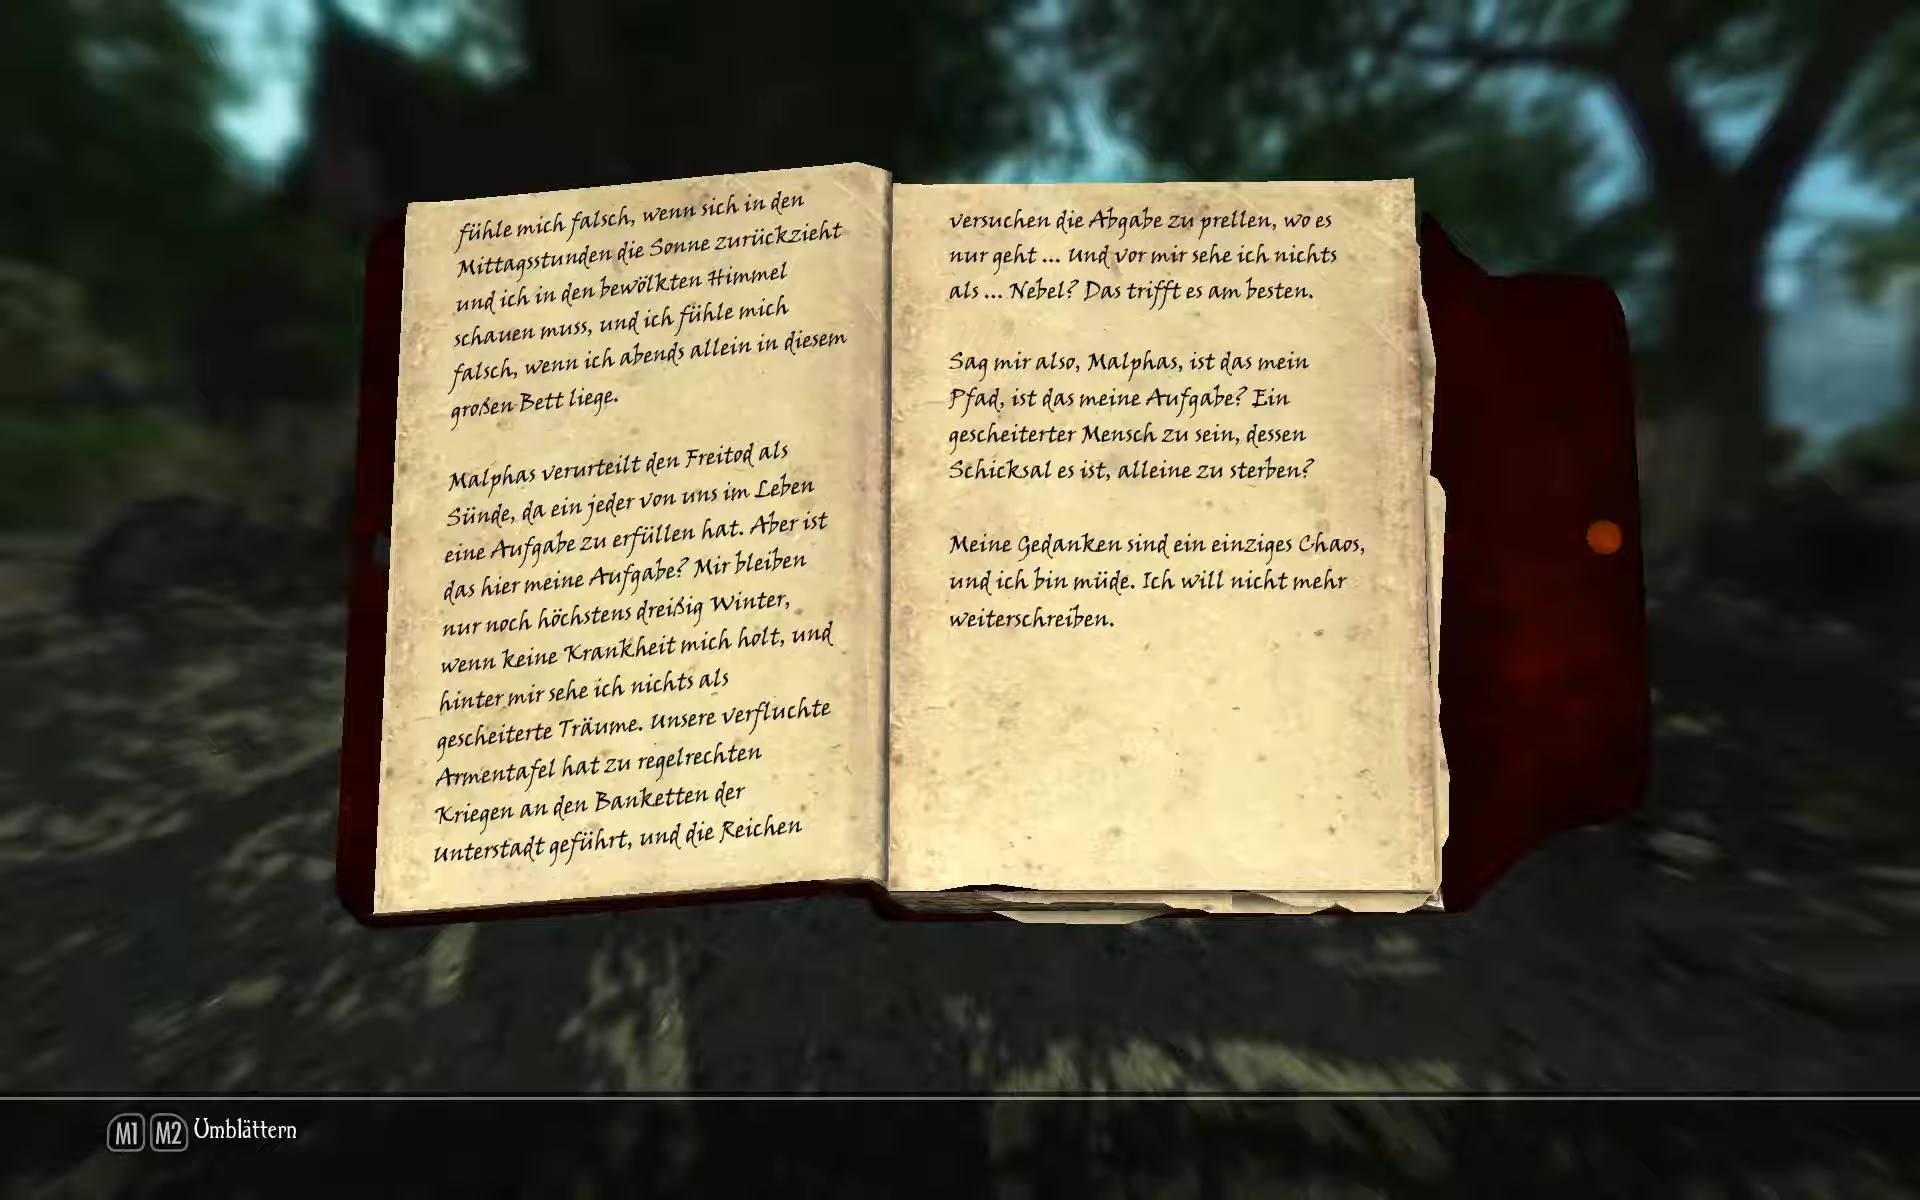 fühle mich falsch, wenn sich in den
Mittagsstunden die Sonne zurückzieht
und ich in den bewölkten Himmel
schauen muss, und ich fühle mich
falsch, wenn ich abends allein in diesem
großen Bett liege.
Malphas verurteilt den Freitod als
Sünde, da ein jeder von uns im Leben
eine Aufgabe zu erfüllen hat. Aber ist
das hier meine Aufgabe? Mir bleiben
nur noch höchstens dreißig Winter,
wenn keine Krankheit mich holt, und
hinter mir sehe ich nichts als
gescheiterte Träume. Unsere verfluchte
Armentafel hat zu regelrechten
Kriegen an den Banketten der
Unterstadt geführt, und die Reichen
versuchen die Abgabe zu prellen, wo es
nur geht ... Und vor mir sehe ich nichts
als ... Nebel? Das trifft es am besten.
Sag mir also, Malphas, ist das mein
Pfad, ist das meine Aufgabe? Ein
gescheiterter Mensch zu sein, dessen
Schicksal es ist, alleine zu sterben?
Meine Gedanken sind ein einziges Chaos,
und ich bin müde. Ich will nicht mehr
weiterschreiben.
M1 M2 Umblättern